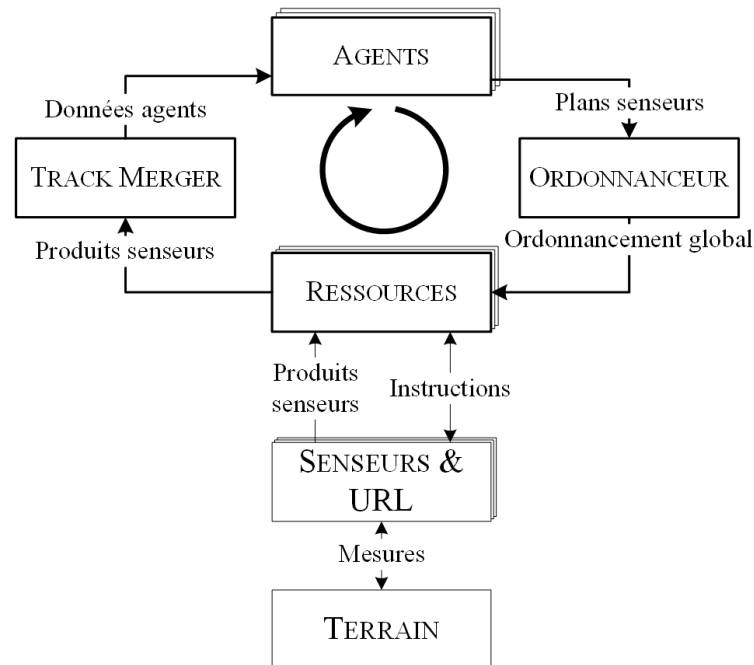 AGENTS
Données agents
Plans senseurs
TRACK MERGER
ORDONNANCEUR
Produits senseurs
Ordonnancement global
RESSOURCES
Produits
senseurs
Instructions
SENSEURS &
URL
Mesures
TERRAIN